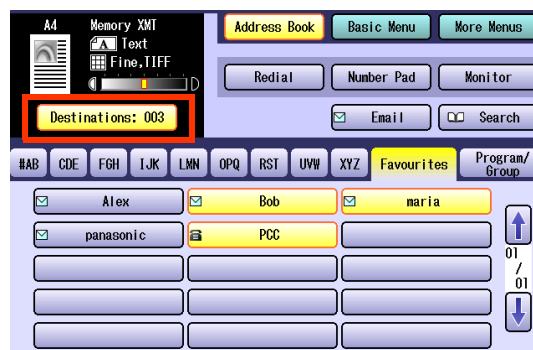 A4 Memory XMT Address Book Basic Menu More Menus
A Text
Fine,TIFF
D Redial Number Pad Monitor
Destinations: 003 Email Search
#AB CDE FGH IJK LMN OPQ RST UVW XYZ Favourites Program/
Group
Alex Bob maria
panasonic PCC
01
/
01